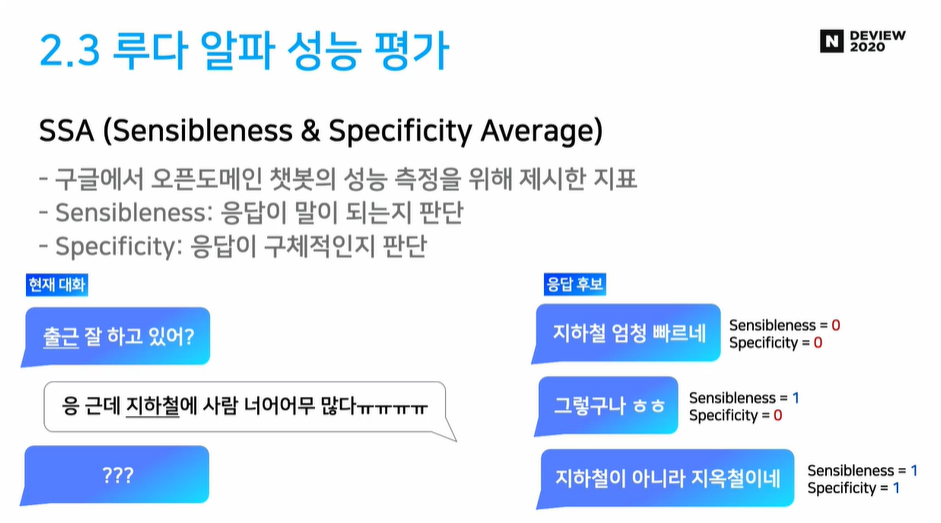 2.3 루다 알파 성능 평가
N DEVIEW
2020
SSA (Sensibleness & Specificity Average)
- 구글에서 오픈도메인 챗봇의 성능 측정을 위해 제시한 지표
- Sensibleness: 응답이 말이 되는지 판단
- Specificity: 응답이 구체적인지 판단
현재 대화
출근 잘 하고 있어?
응 근데 지하철에 사람 너어어무 많다ㅠㅠㅠㅠ
???
응답 후보
지하철 엄청 빠르네
Sensibleness = 0
Specificity = 0
그렇구나 ㅎㅎ
Sensibleness = 1
Specificity = 0
지하철이 아니라 지옥철이네
Sensibleness = 1
Specificity = 1